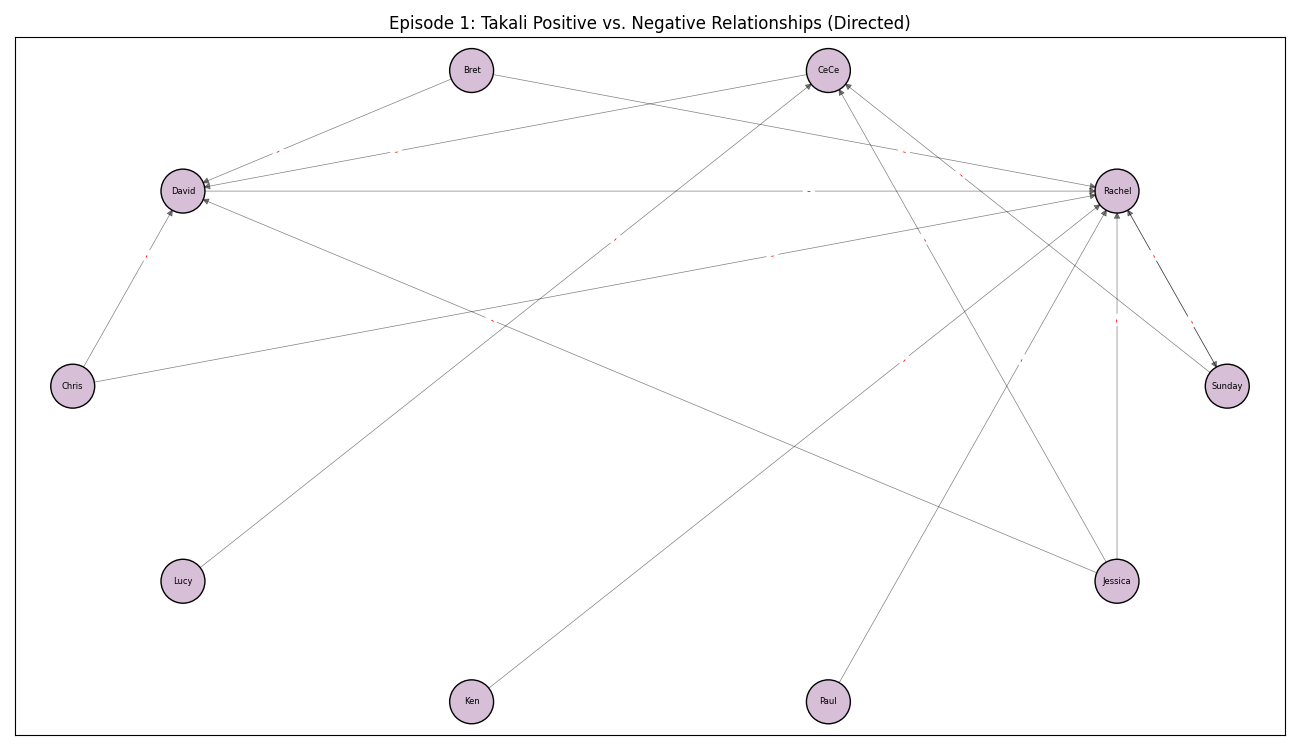 Episode 1: Takali Positive vs. Negative Relationships (Directed)
Bret
CeCe
David
Rachel
Chris
Sunday
Lucy
Jessica
Ken
Paul